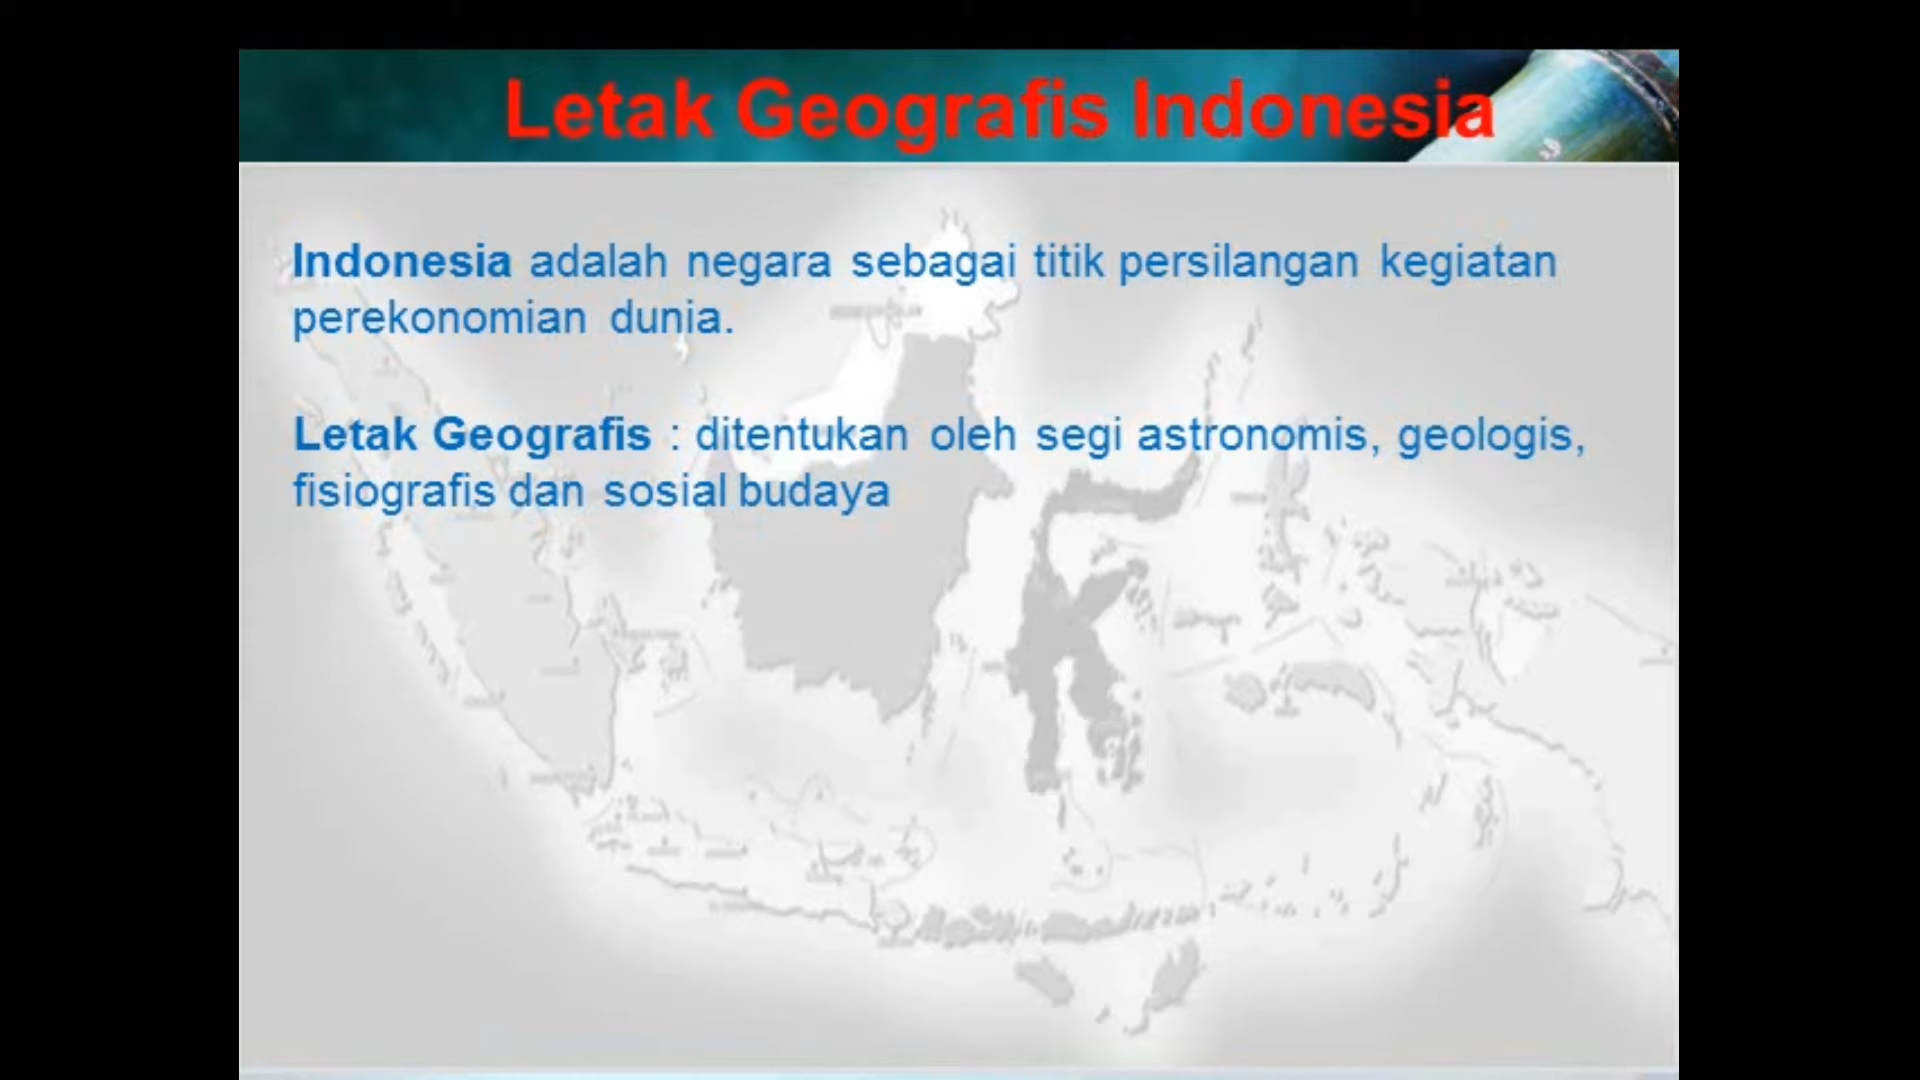 Letak Geografis Indonesia
Indonesia adalah negara sebagai titik persilangan kegiatan
perekonomian dunia.
Letak Geografis : ditentukan oleh segi astronomis, geologis,
fisiografis dan sosial budaya